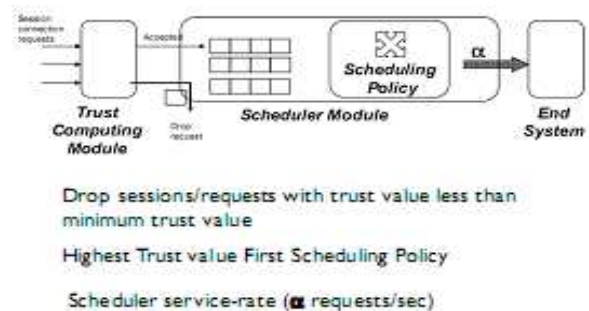 Session
connection
requests
Accepted
Scheduling
Policy
α
Trust
Computing
Module
Drop
request
Scheduler Module
End
System
Drop sessions/requests with trust value less than
minimum trust value
Highest Trust value First Scheduling Policy
Scheduler service-rate (α requests/sec)